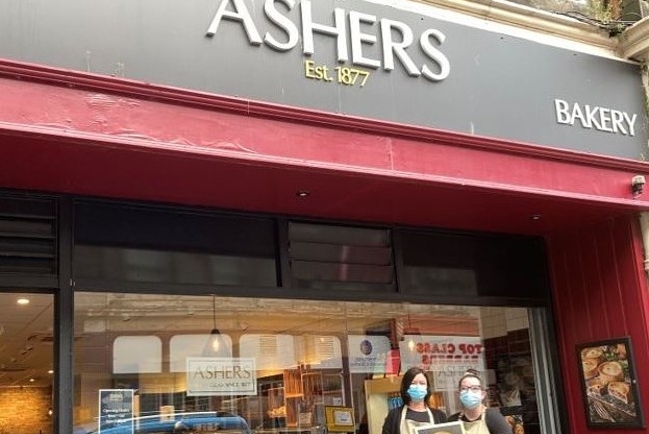 ASHERS
Est. 1877
BAKERY
ASHERS
TOP CLASS